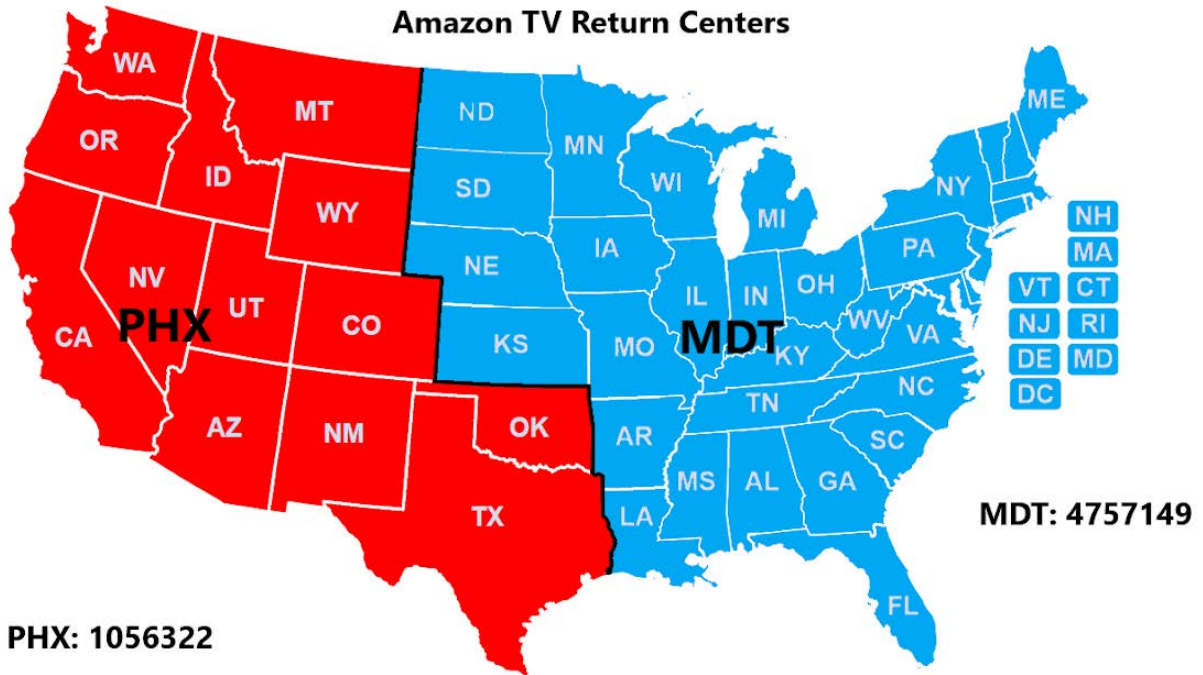 Amazon TV Return Centers
WA
MT
ND
ME
OR
MN
ID
SD
WI
NY
WY
MI
NH
IA
PA
MA
NE
NV
UT
IL
IN
OH
VT
CT
CO
WV
NJ
RI
CA
PHX
KS
MO
MDT
KY
VA
DE
MD
NC
DC
TN
AZ
NM
OK
AR
SC
MS
AL
GA
TX
LA
MDT: 4757149
FL
PHX: 1056322